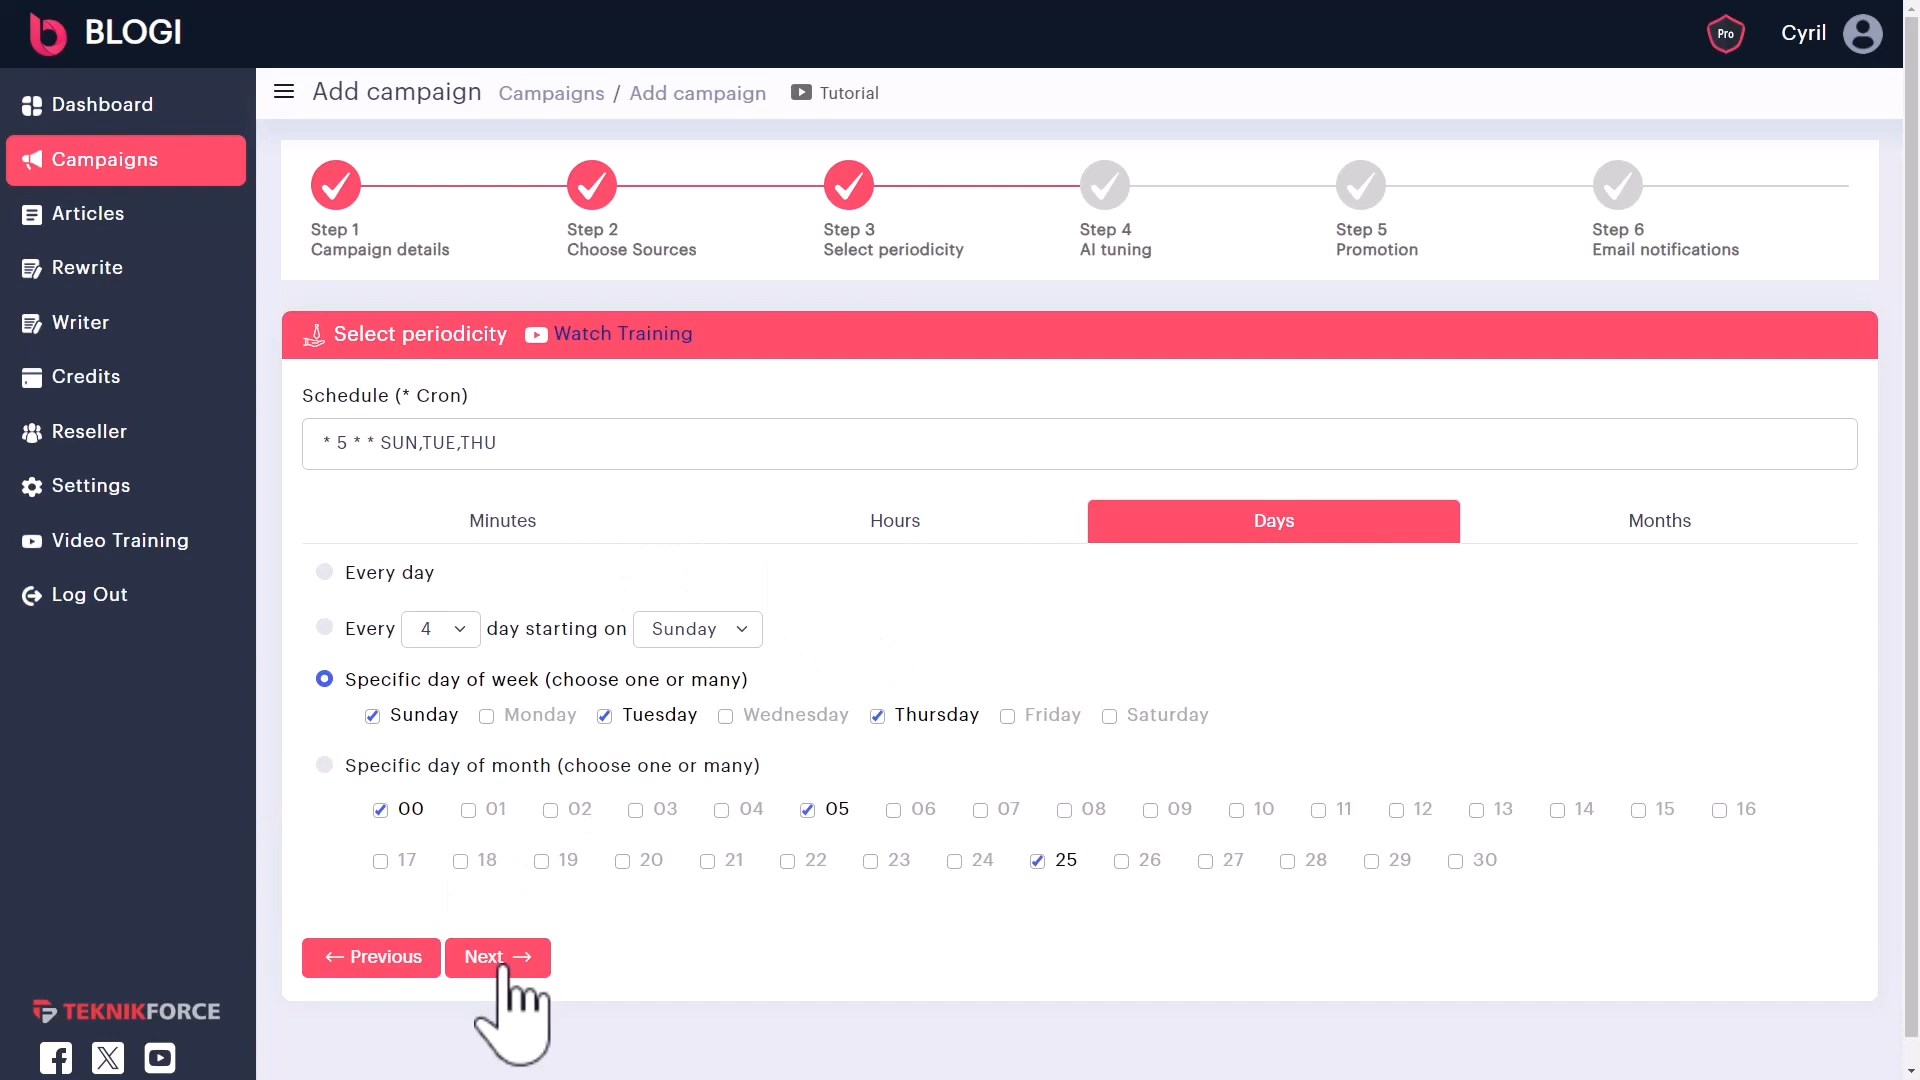 BLOGI
Pro
Cyril
Dashboard
Campaigns
Articles
Rewrite
Writer
Credits
Reseller
Settings
Video Training
Log Out
TEKNIKFORCE
Add campaign Campaigns / Add campaign Tutorial
Step 1 Step 2 Step 3 Step 4 Step 5 Step 6
Campaign details Choose Sources Select periodicity AI tuning Promotion Email notifications
Select periodicity Watch Training
Schedule (* Cron)
* 5 * * SUN,TUE,THU
Minutes Hours Days Months
Every day
Every 4 day starting on Sunday
Specific day of week (choose one or many)
Sunday Monday Tuesday Wednesday Thursday Friday Saturday
Specific day of month (choose one or many)
00 01 02 03 04 05 06 07 08 09 10 11 12 13 14 15 16
17 18 19 20 21 22 23 24 25 26 27 28 29 30
← Previous Next →